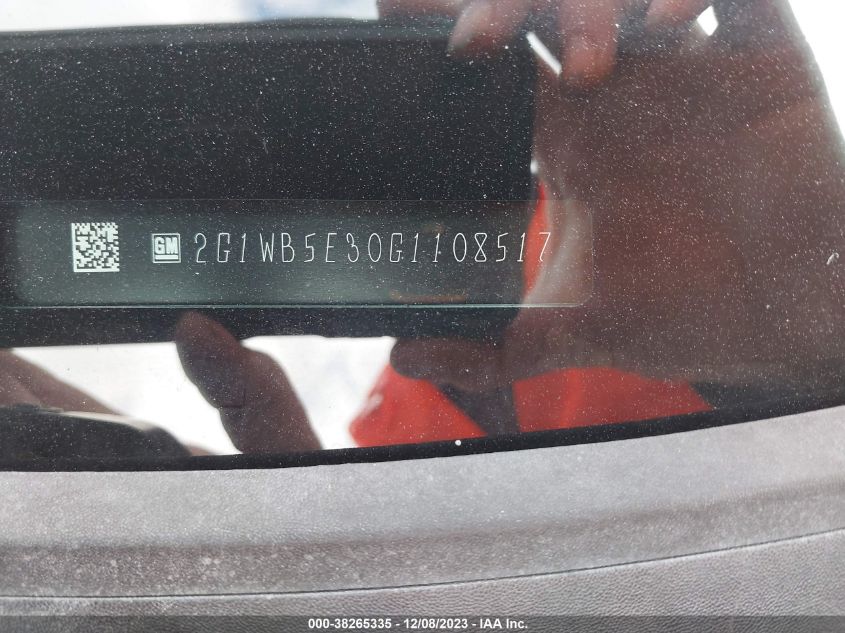 GM 2G1WB5E30G1108517
000-38265335 - 12/08/2023 - IAA Inc.